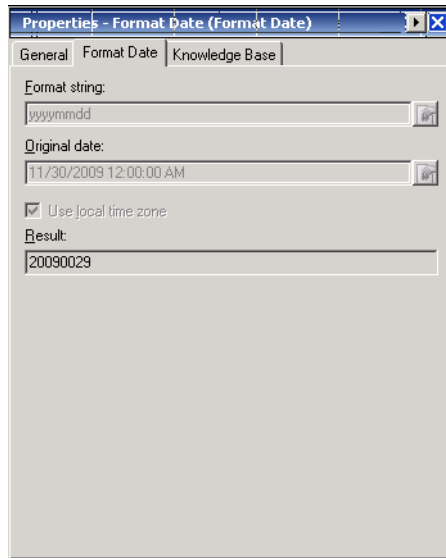 Properties - Format Date (Format Date)
General Format Date Knowledge Base
Format string:
yyyymmdd
Original date:
11/30/2009 12:00:00 AM
Use local time zone
Result:
20090029